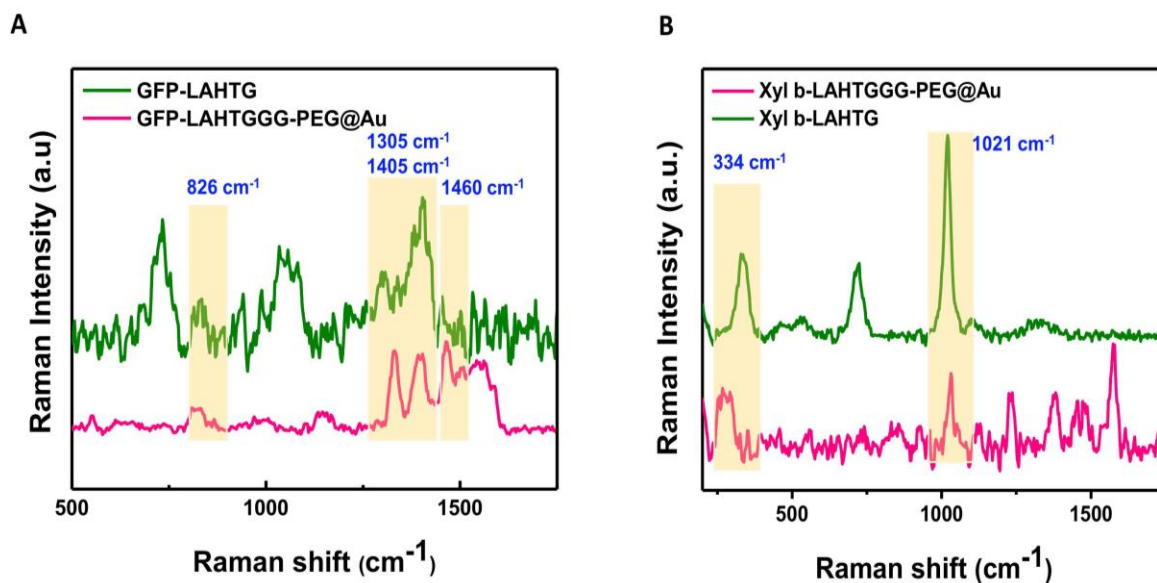 A
GFP-LAHTG
GFP-LAHTGGG-PEG@Au
1305 cm⁻¹
826 cm⁻¹
1405 cm⁻¹
1460 cm⁻¹
Raman Intensity (a.u)
500
1000
1500
Raman shift (cm⁻¹)
B
Xyl b-LAHTGGG-PEG@Au
Xyl b-LAHTG
334 cm⁻¹
1021 cm⁻¹
Raman Intensity (a.u.)
500
1000
1500
Raman shift (cm⁻¹)